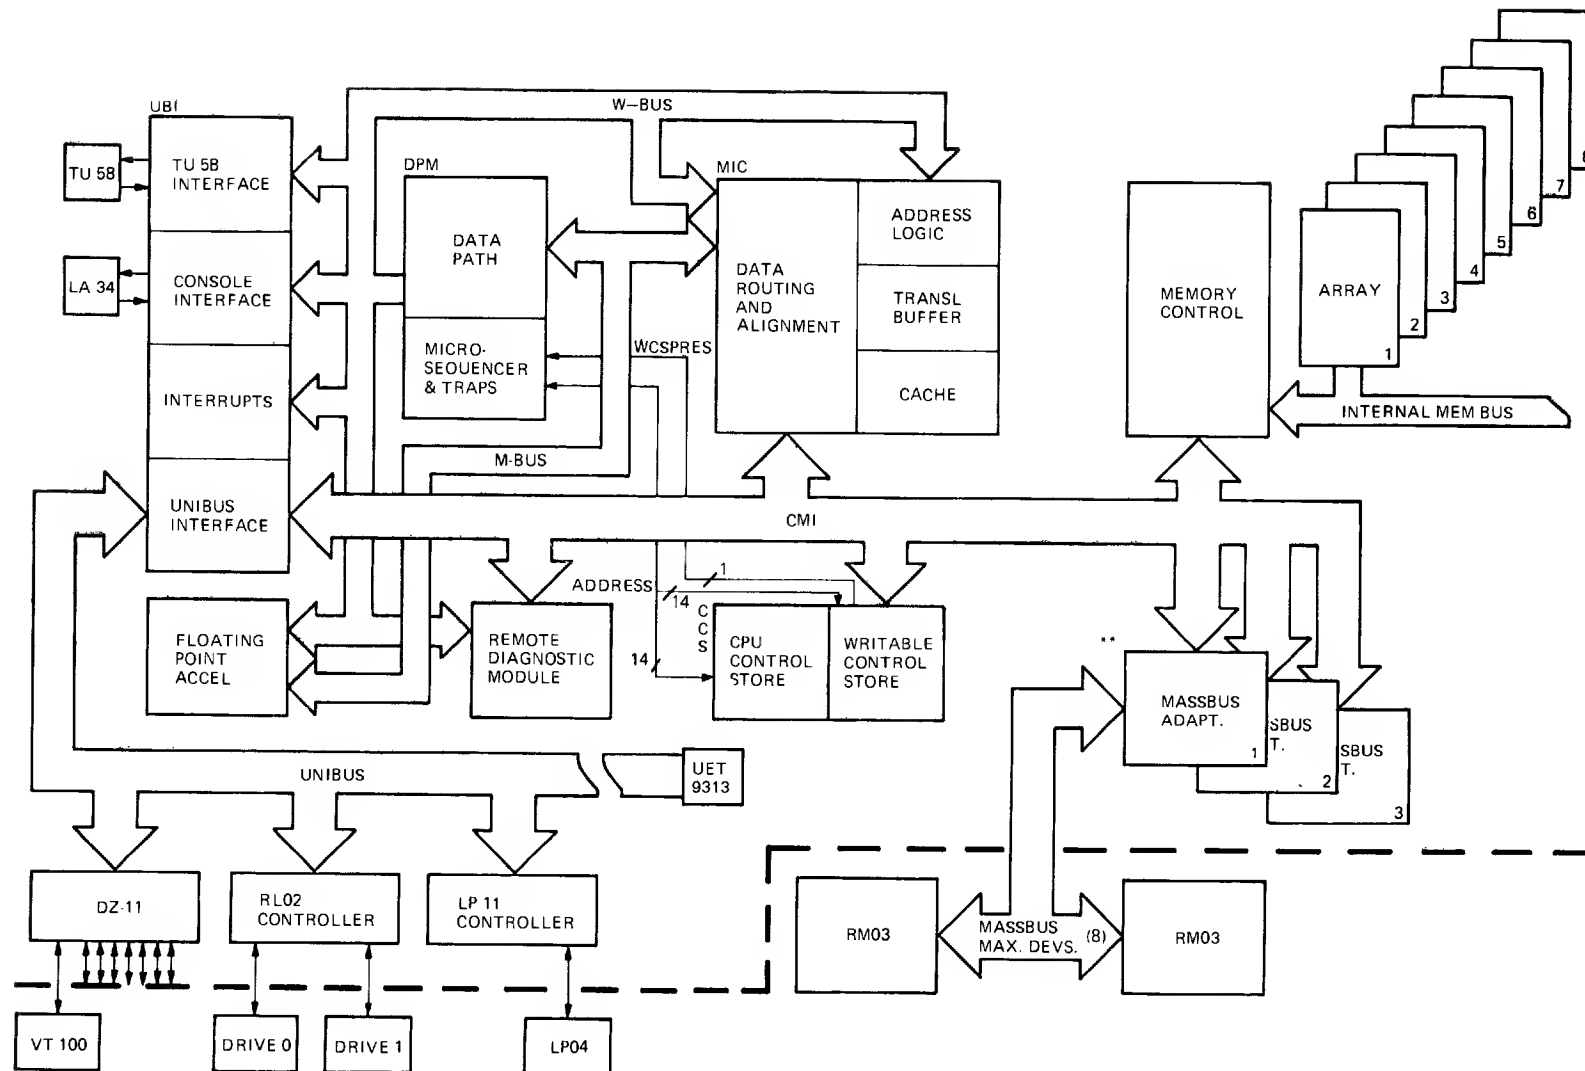 W-BUS
UBI
TU 58
INTERFACE
TU 58
CONSOLE
INTERFACE
LA 34
INTERRUPTS
UNIBUS
INTERFACE
DPM
DATA
PATH
MICRO-
SEQUENCER
& TRAPS
WCSPRES
M-BUS
MIC
DATA
ROUTING
AND
ALIGNMENT
ADDRESS
LOGIC
TRANSL
BUFFER
CACHE
MEMORY
CONTROL
ARRAY
1
2
3
4
5
6
7
8
INTERNAL MEM BUS
CMI
FLOATING
POINT
ACCEL
REMOTE
DIAGNOSTIC
MODULE
ADDRESS
1
14
14
CCS
CPU
CONTROL
STORE
WRITABLE
CONTROL
STORE
**
MASSBUS
ADAPT.
1
SBUS
T.
2
SBUS
T.
3
UNIBUS
UET
9313
DZ-11
RL02
CONTROLLER
LP 11
CONTROLLER
RM03
MASSBUS
MAX. DEVS. (8)
RM03
VT 100
DRIVE 0
DRIVE 1
LP04